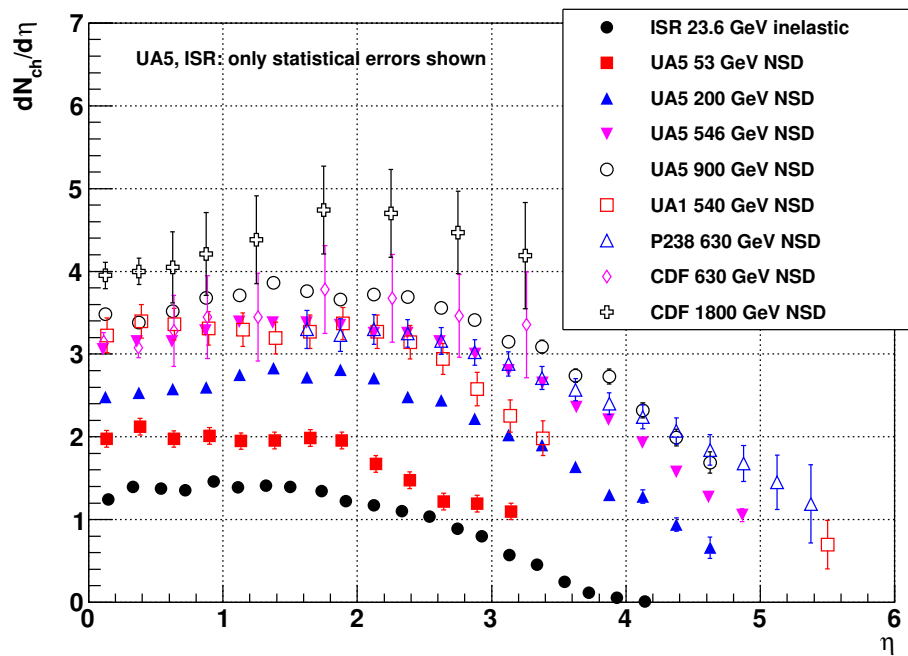 dN_ch/dη
7
6
5
4
3
2
1
0
UA5, ISR: only statistical errors shown
ISR 23.6 GeV inelastic
UA5 53 GeV NSD
UA5 200 GeV NSD
UA5 546 GeV NSD
UA5 900 GeV NSD
UA1 540 GeV NSD
P238 630 GeV NSD
CDF 630 GeV NSD
CDF 1800 GeV NSD
0 1 2 3 4 5 6
η